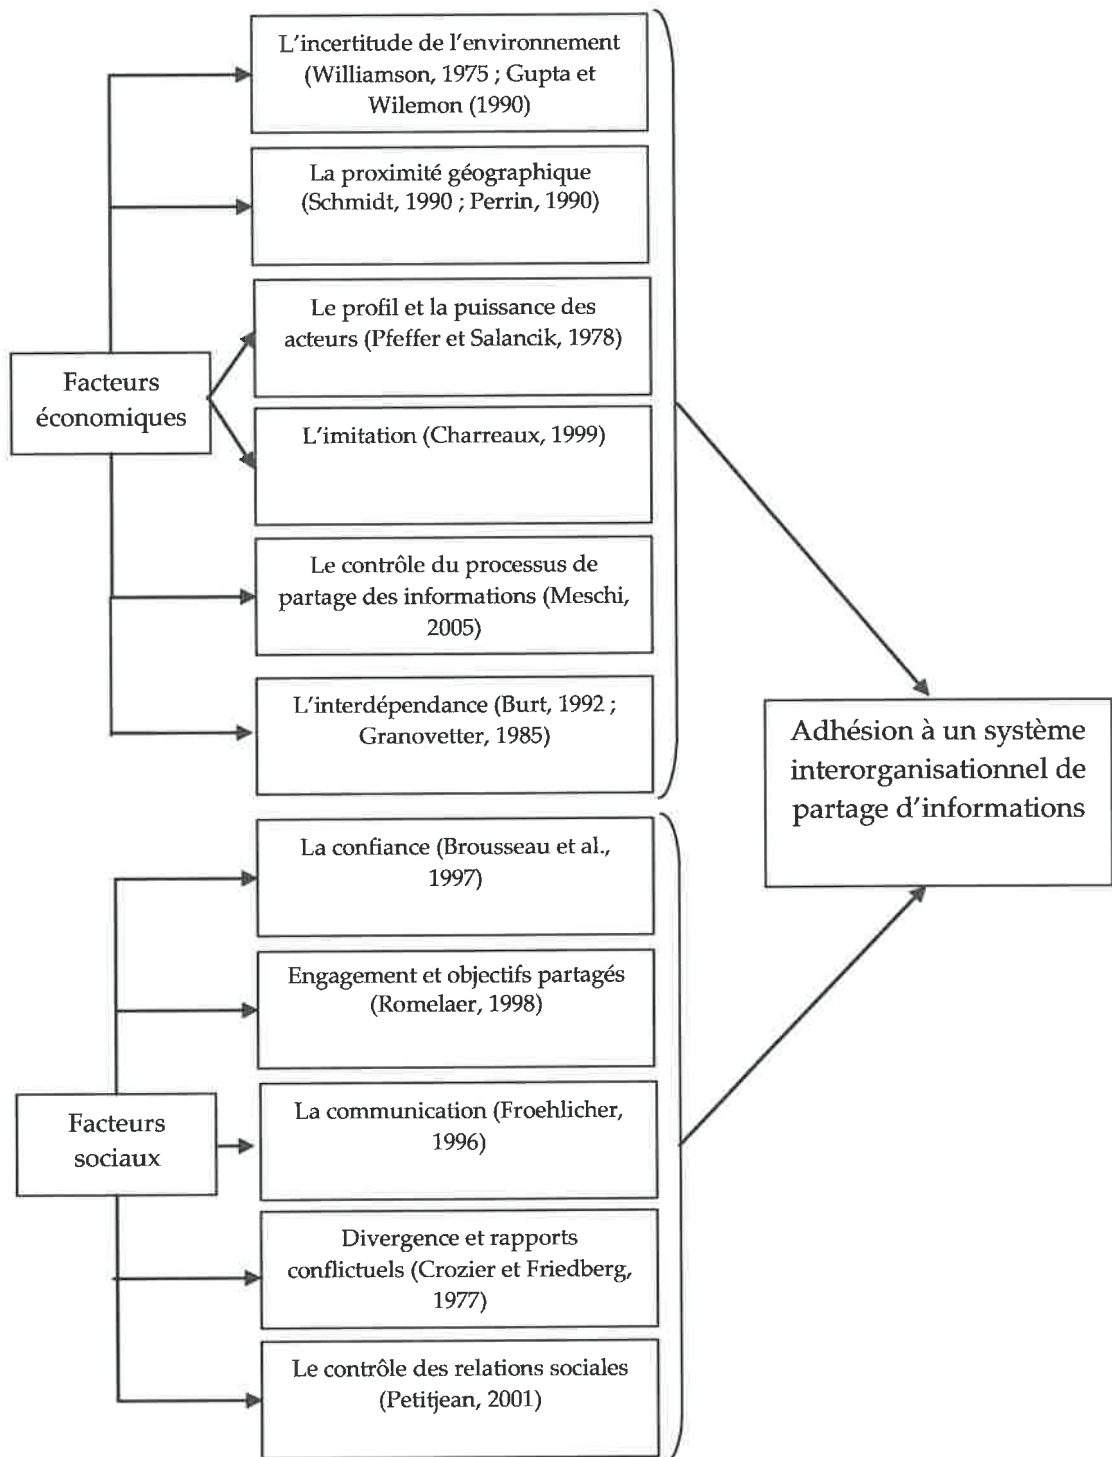 L'incertitude de l'environnement
(Williamson, 1975 ; Gupta et
Wilemon (1990)
La proximité géographique
(Schmidt, 1990 ; Perrin, 1990)
Le profil et la puissance des
acteurs (Pfeffer et Salancik, 1978)
Facteurs
économiques
L'imitation (Charreaux, 1999)
Le contrôle du processus de
partage des informations (Meschi,
2005)
L'interdépendance (Burt, 1992 ;
Granovetter, 1985)
Adhésion à un système
interorganisationnel de
partage d'informations
La confiance (Brousseau et al.,
1997)
Engagement et objectifs partagés
(Romelaer, 1998)
Facteurs
sociaux
La communication (Froehlicher,
1996)
Divergence et rapports
conflictuels (Crozier et Friedberg,
1977)
Le contrôle des relations sociales
(Petitjean, 2001)